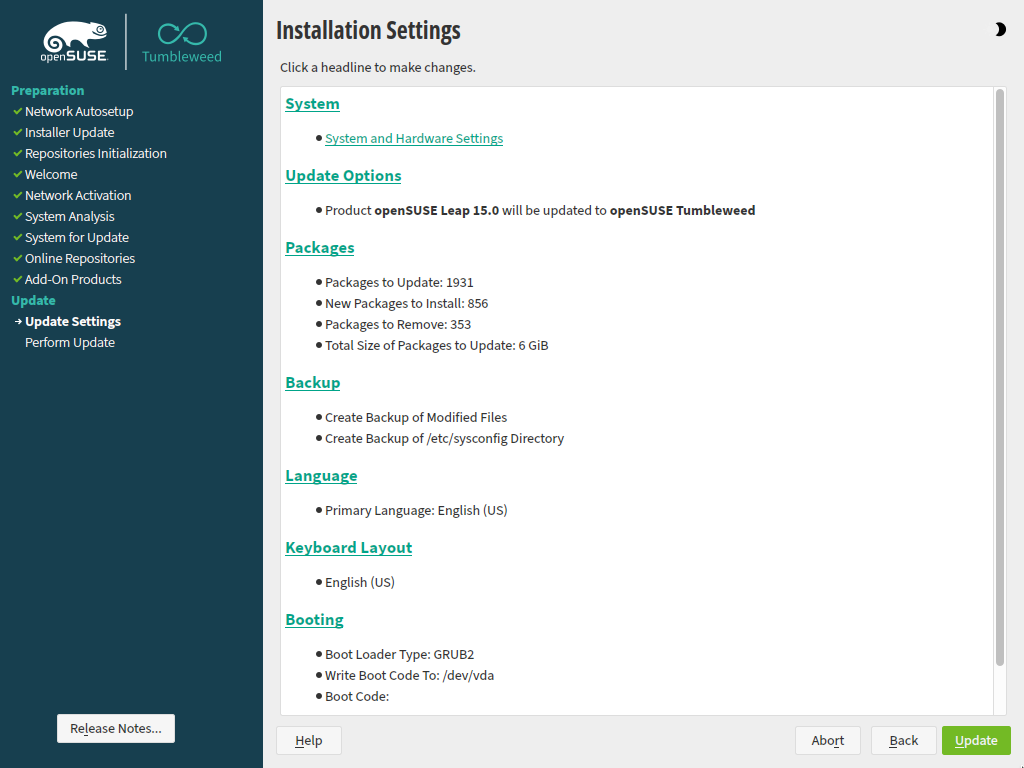 openSUSE
Tumbleweed
Preparation
Network Autosetup
Installer Update
Repositories Initialization
Welcome
Network Activation
System Analysis
System for Update
Online Repositories
Add-On Products
Update
Update Settings
Perform Update
Release Notes...
Installation Settings
Click a headline to make changes.
System
System and Hardware Settings
Update Options
Product openSUSE Leap 15.0 will be updated to openSUSE Tumbleweed
Packages
Packages to Update: 1931
New Packages to Install: 856
Packages to Remove: 353
Total Size of Packages to Update: 6 GiB
Backup
Create Backup of Modified Files
Create Backup of /etc/sysconfig Directory
Language
Primary Language: English (US)
Keyboard Layout
English (US)
Booting
Boot Loader Type: GRUB2
Write Boot Code To: /dev/vda
Boot Code:
Help
Abort
Back
Update